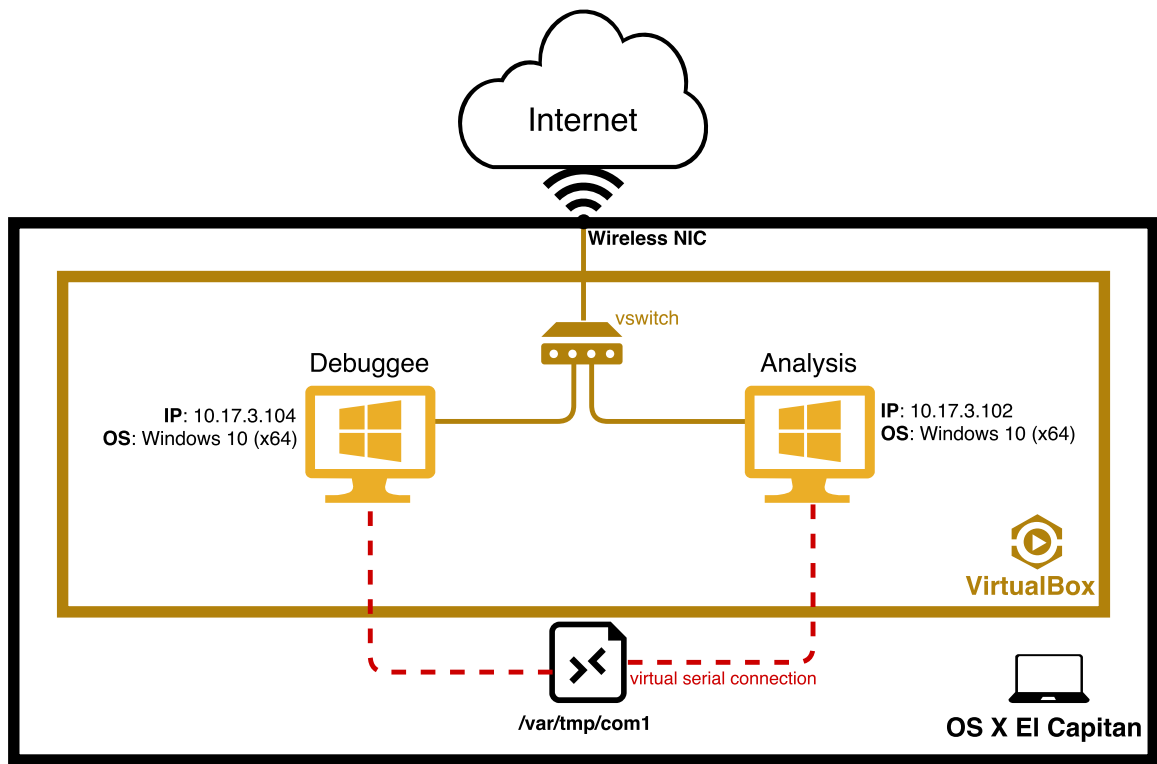 Internet
Wireless NIC
vswitch
Debuggee
IP: 10.17.3.104
OS: Windows 10 (x64)
Analysis
IP: 10.17.3.102
OS: Windows 10 (x64)
VirtualBox
virtual serial connection
/var/tmp/com1
OS X El Capitan